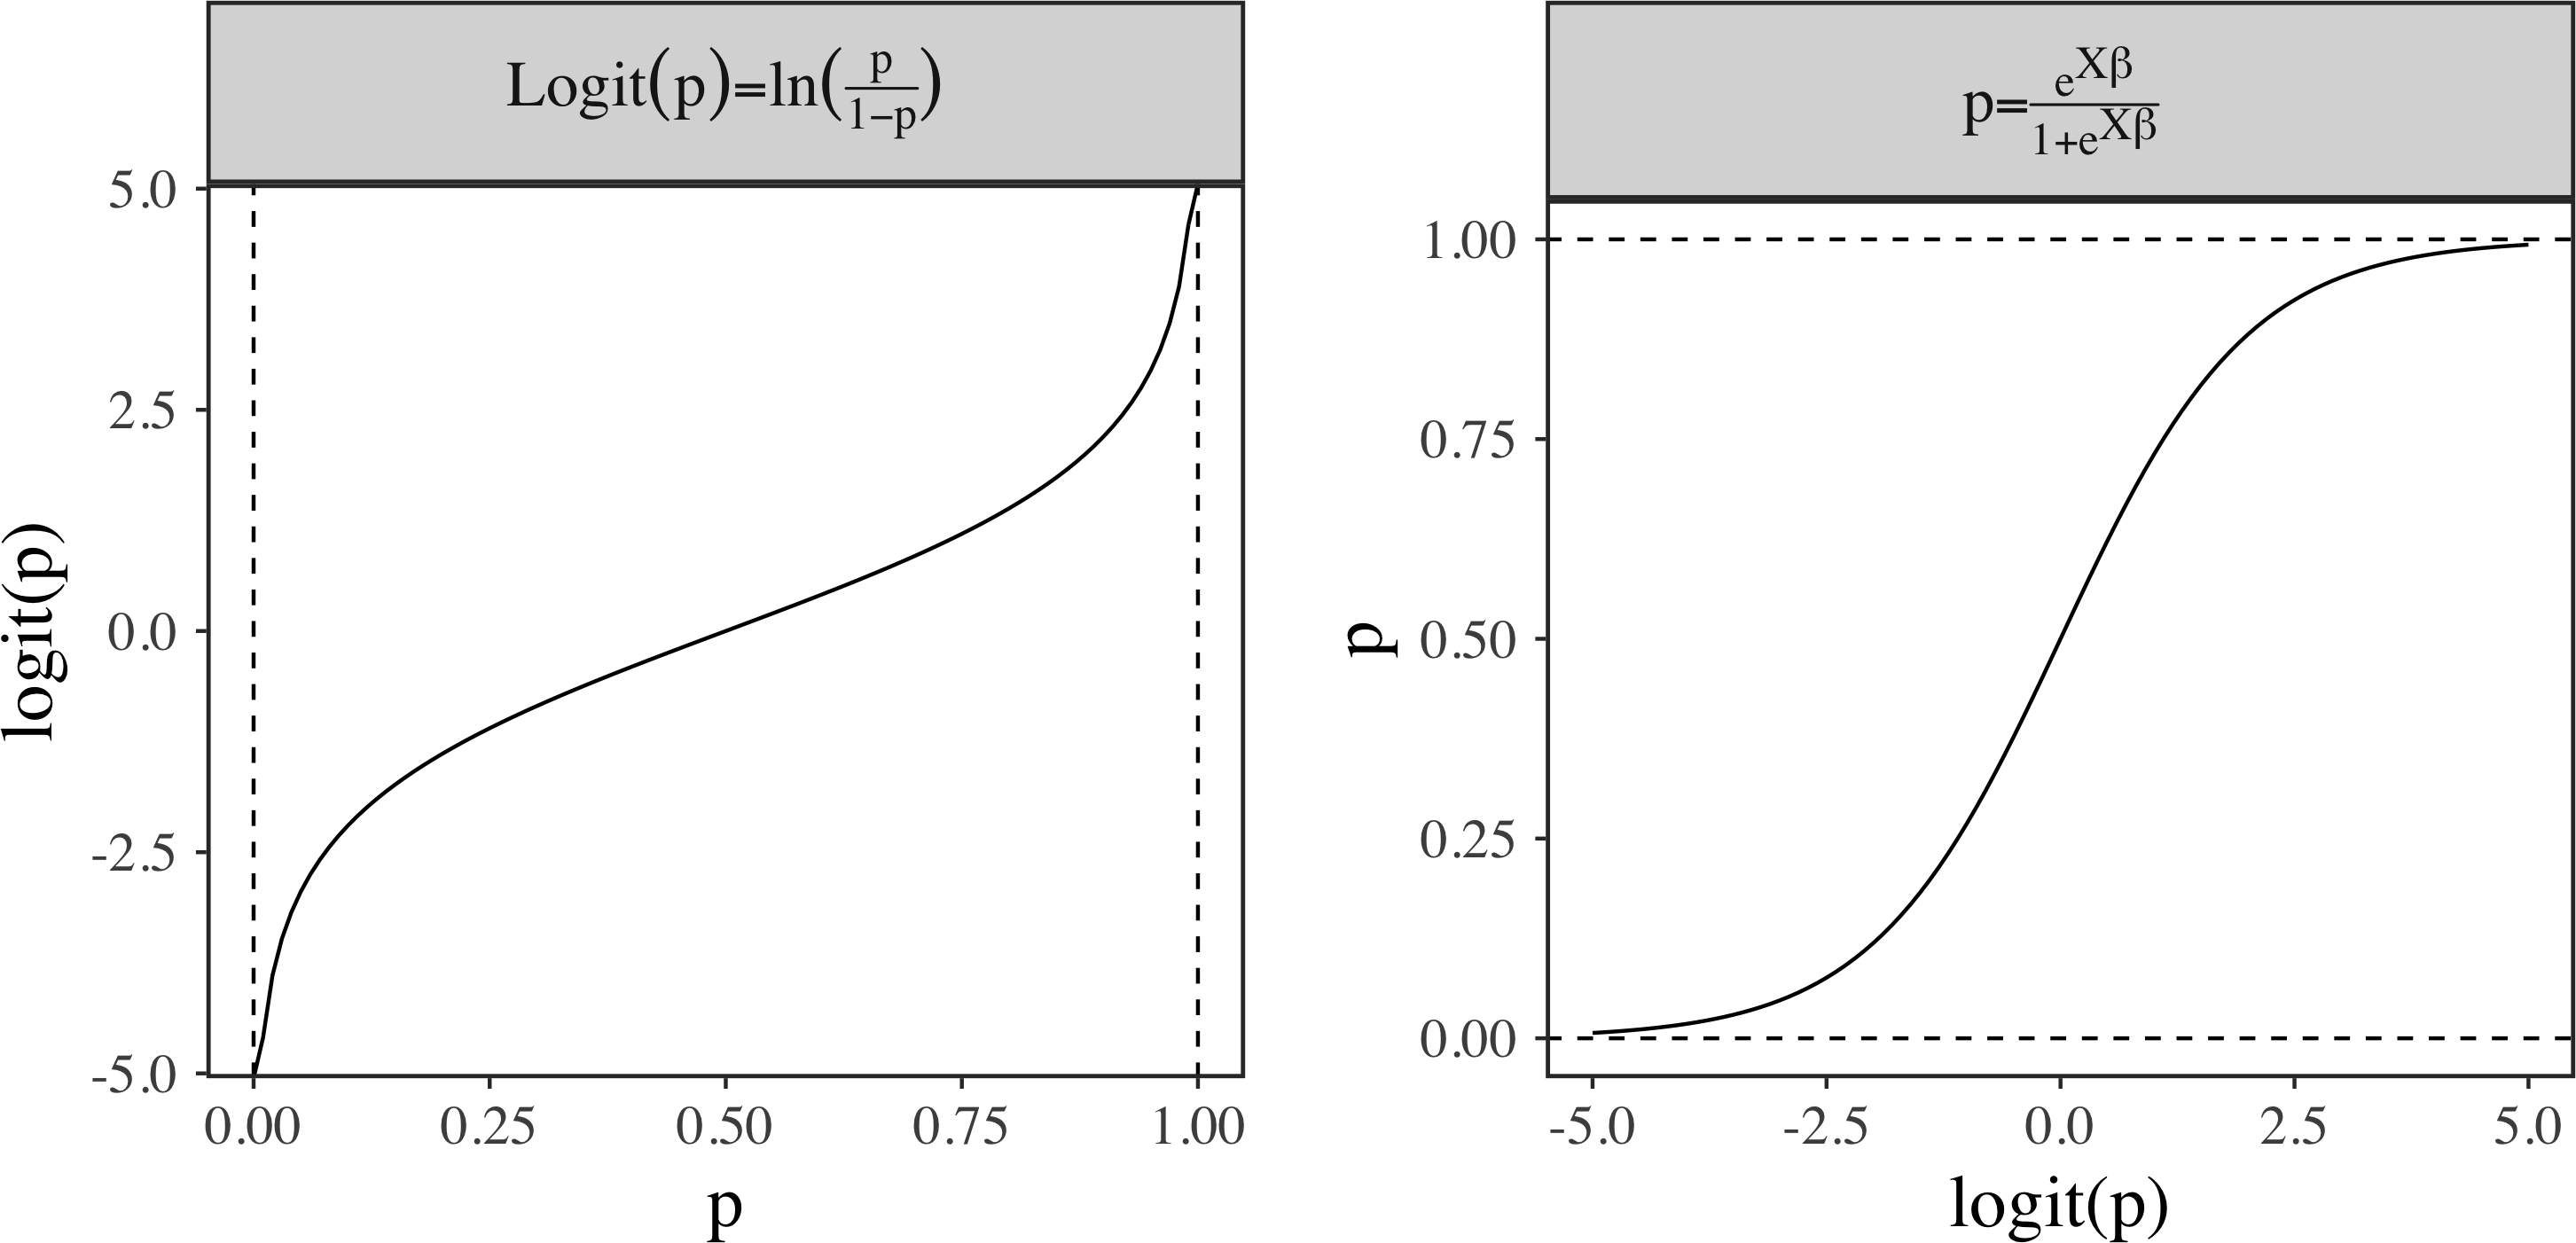 Logit(p)=ln(p/1−p)
5.0
2.5
0.0
-2.5
-5.0
logit(p)
0.00 0.25 0.50 0.75 1.00
p
p=e^Xβ/1+e^Xβ
1.00
0.75
0.50
0.25
0.00
p
-5.0 -2.5 0.0 2.5 5.0
logit(p)